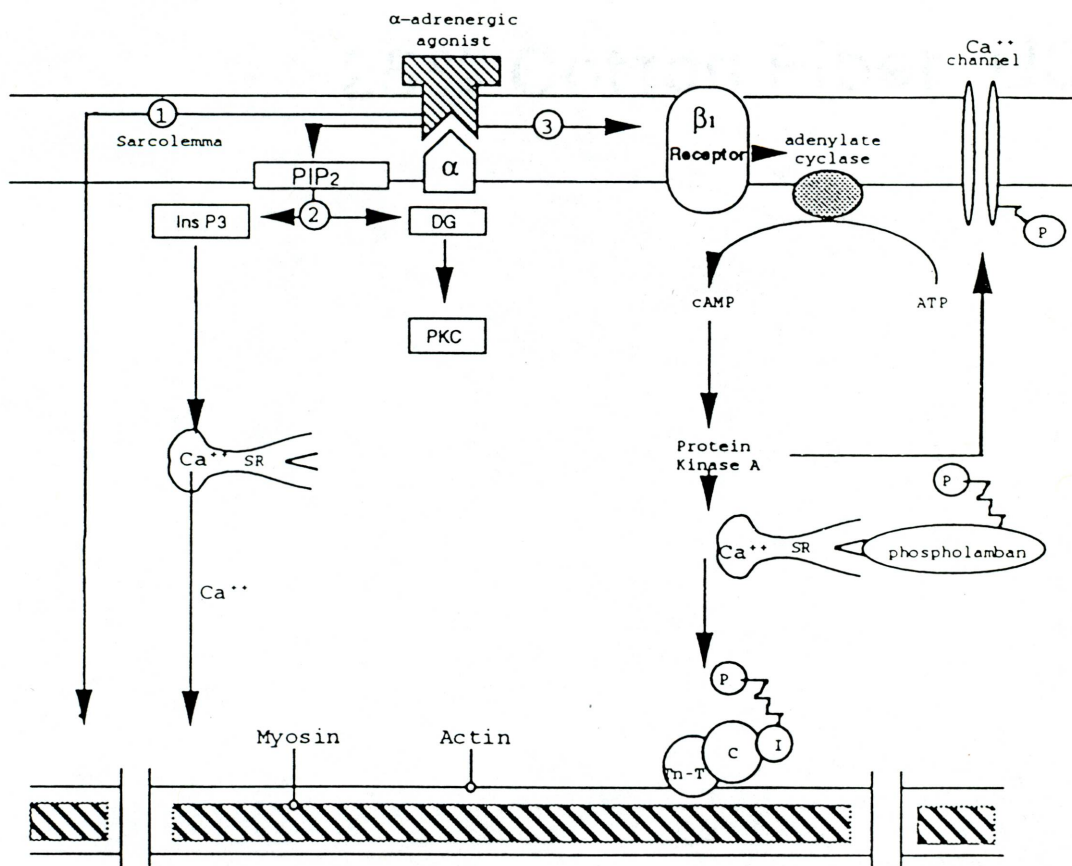 α-adrenergic
agonist
Ca++
channel
1
Sarcolemma
3
β1
Receptor
adenylate
cyclase
α
PIP2
Ins P3
2
DG
P
cAMP
ATP
PKC
Protein
Kinase A
Ca++ SR
P
Ca++ SR
phospholamban
Ca++
P
Myosin
Actin
Tn-T
C
I